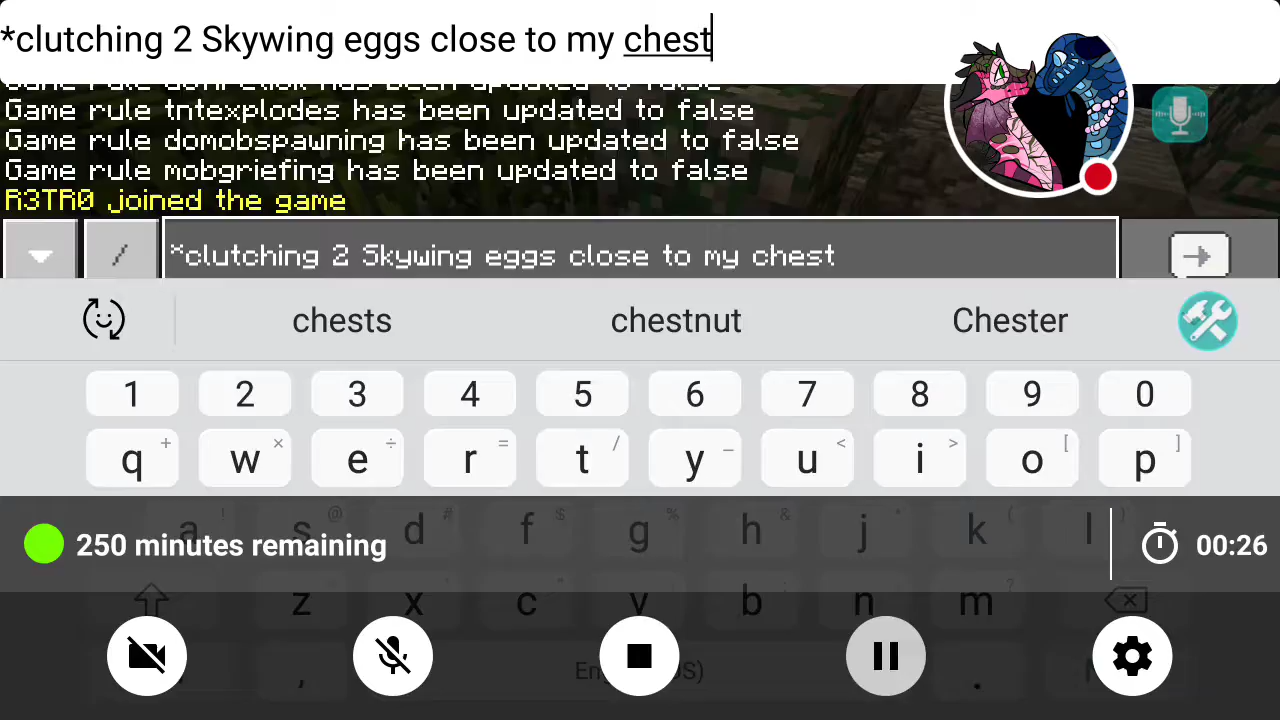 *clutching 2 Skywing eggs close to my chest
Game rule tntexplodes has been updated to false
Game rule domobspawning has been updated to false
Game rule mobgriefing has been updated to false
R3TR0 joined the game
/ *clutching 2 Skywing eggs close to my chest
chests chestnut Chester
1 2 3 4 5 6 7 8 9 0
q w e r t y u i o p
+ × ÷ = / _ < > [ ]
a s d f g h j k l
250 minutes remaining 00:26
z x c v b n m